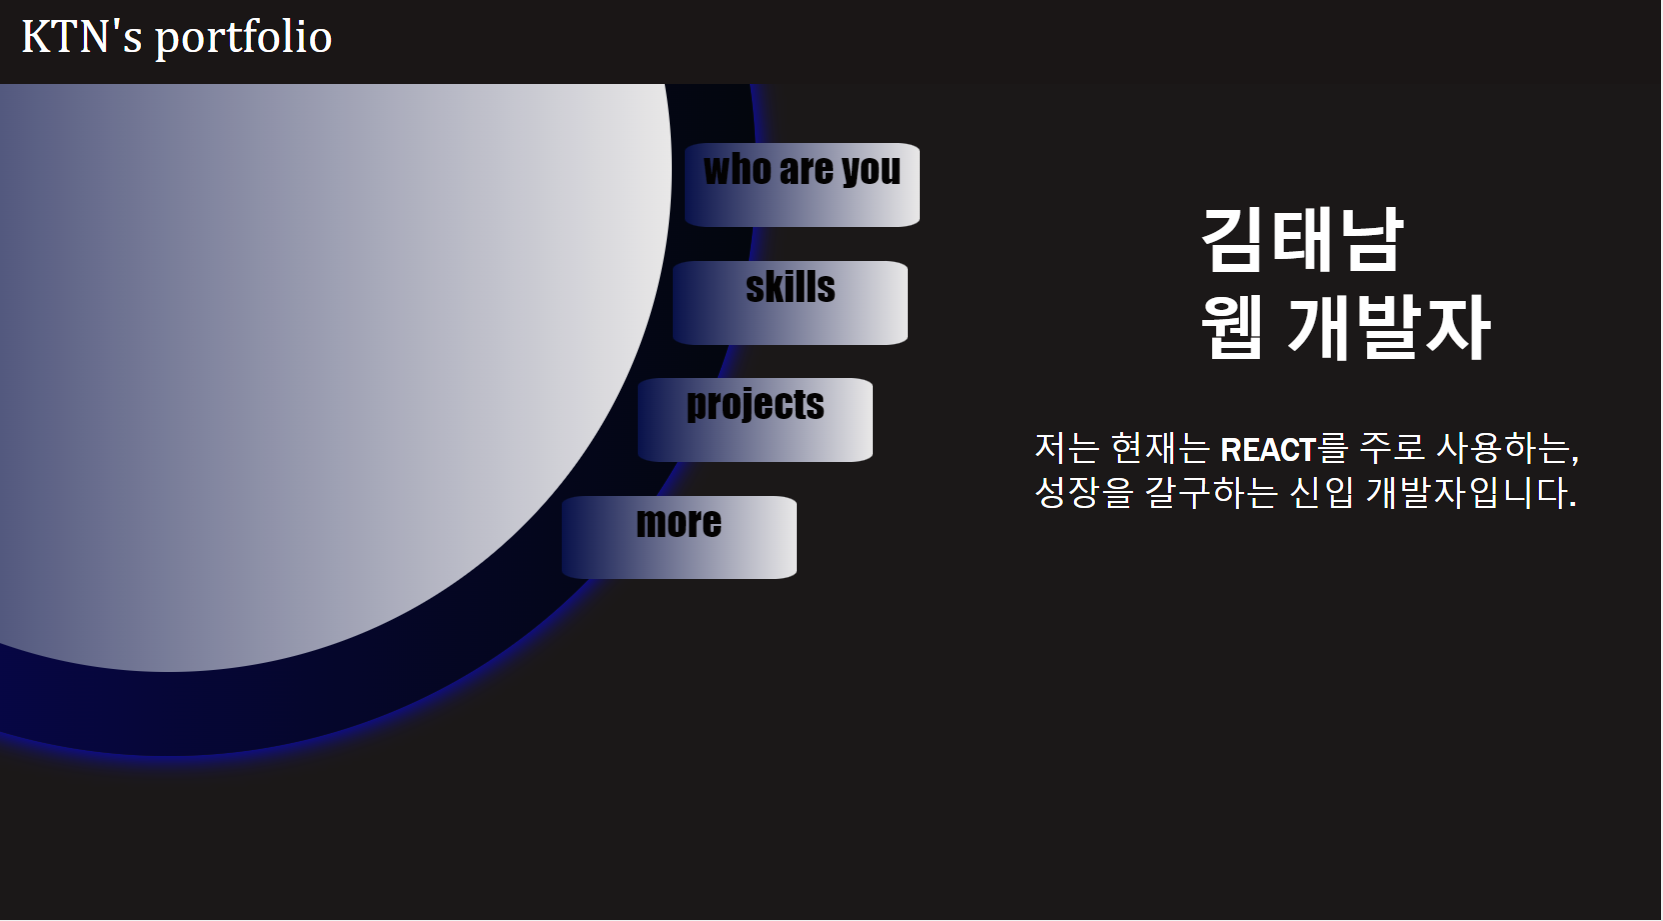 KTN's portfolio
who are you
skills
projects
more
김태남
웹 개발자
저는 현재는 REACT를 주로 사용하는,
성장을 갈구하는 신입 개발자입니다.